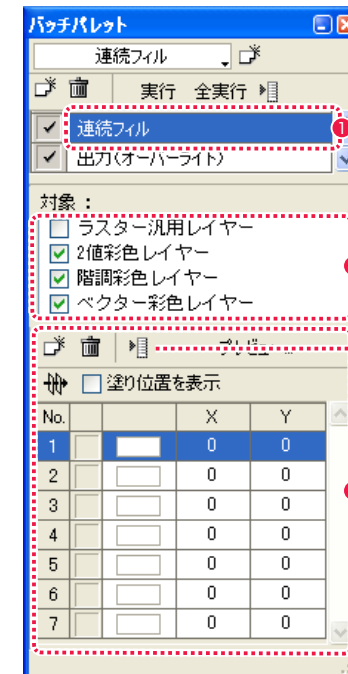 バッチパレット
連続フィル
実行 全実行
連続フィル
1
出力(オーバーライト)
対象：
ラスター汎用レイヤー
2値彩色レイヤー
階調彩色レイヤー
ベクター彩色レイヤー
塗り位置を表示
No. X Y
1 0 0
2 0 0
3 0 0
4 0 0
5 0 0
6 0 0
7 0 0